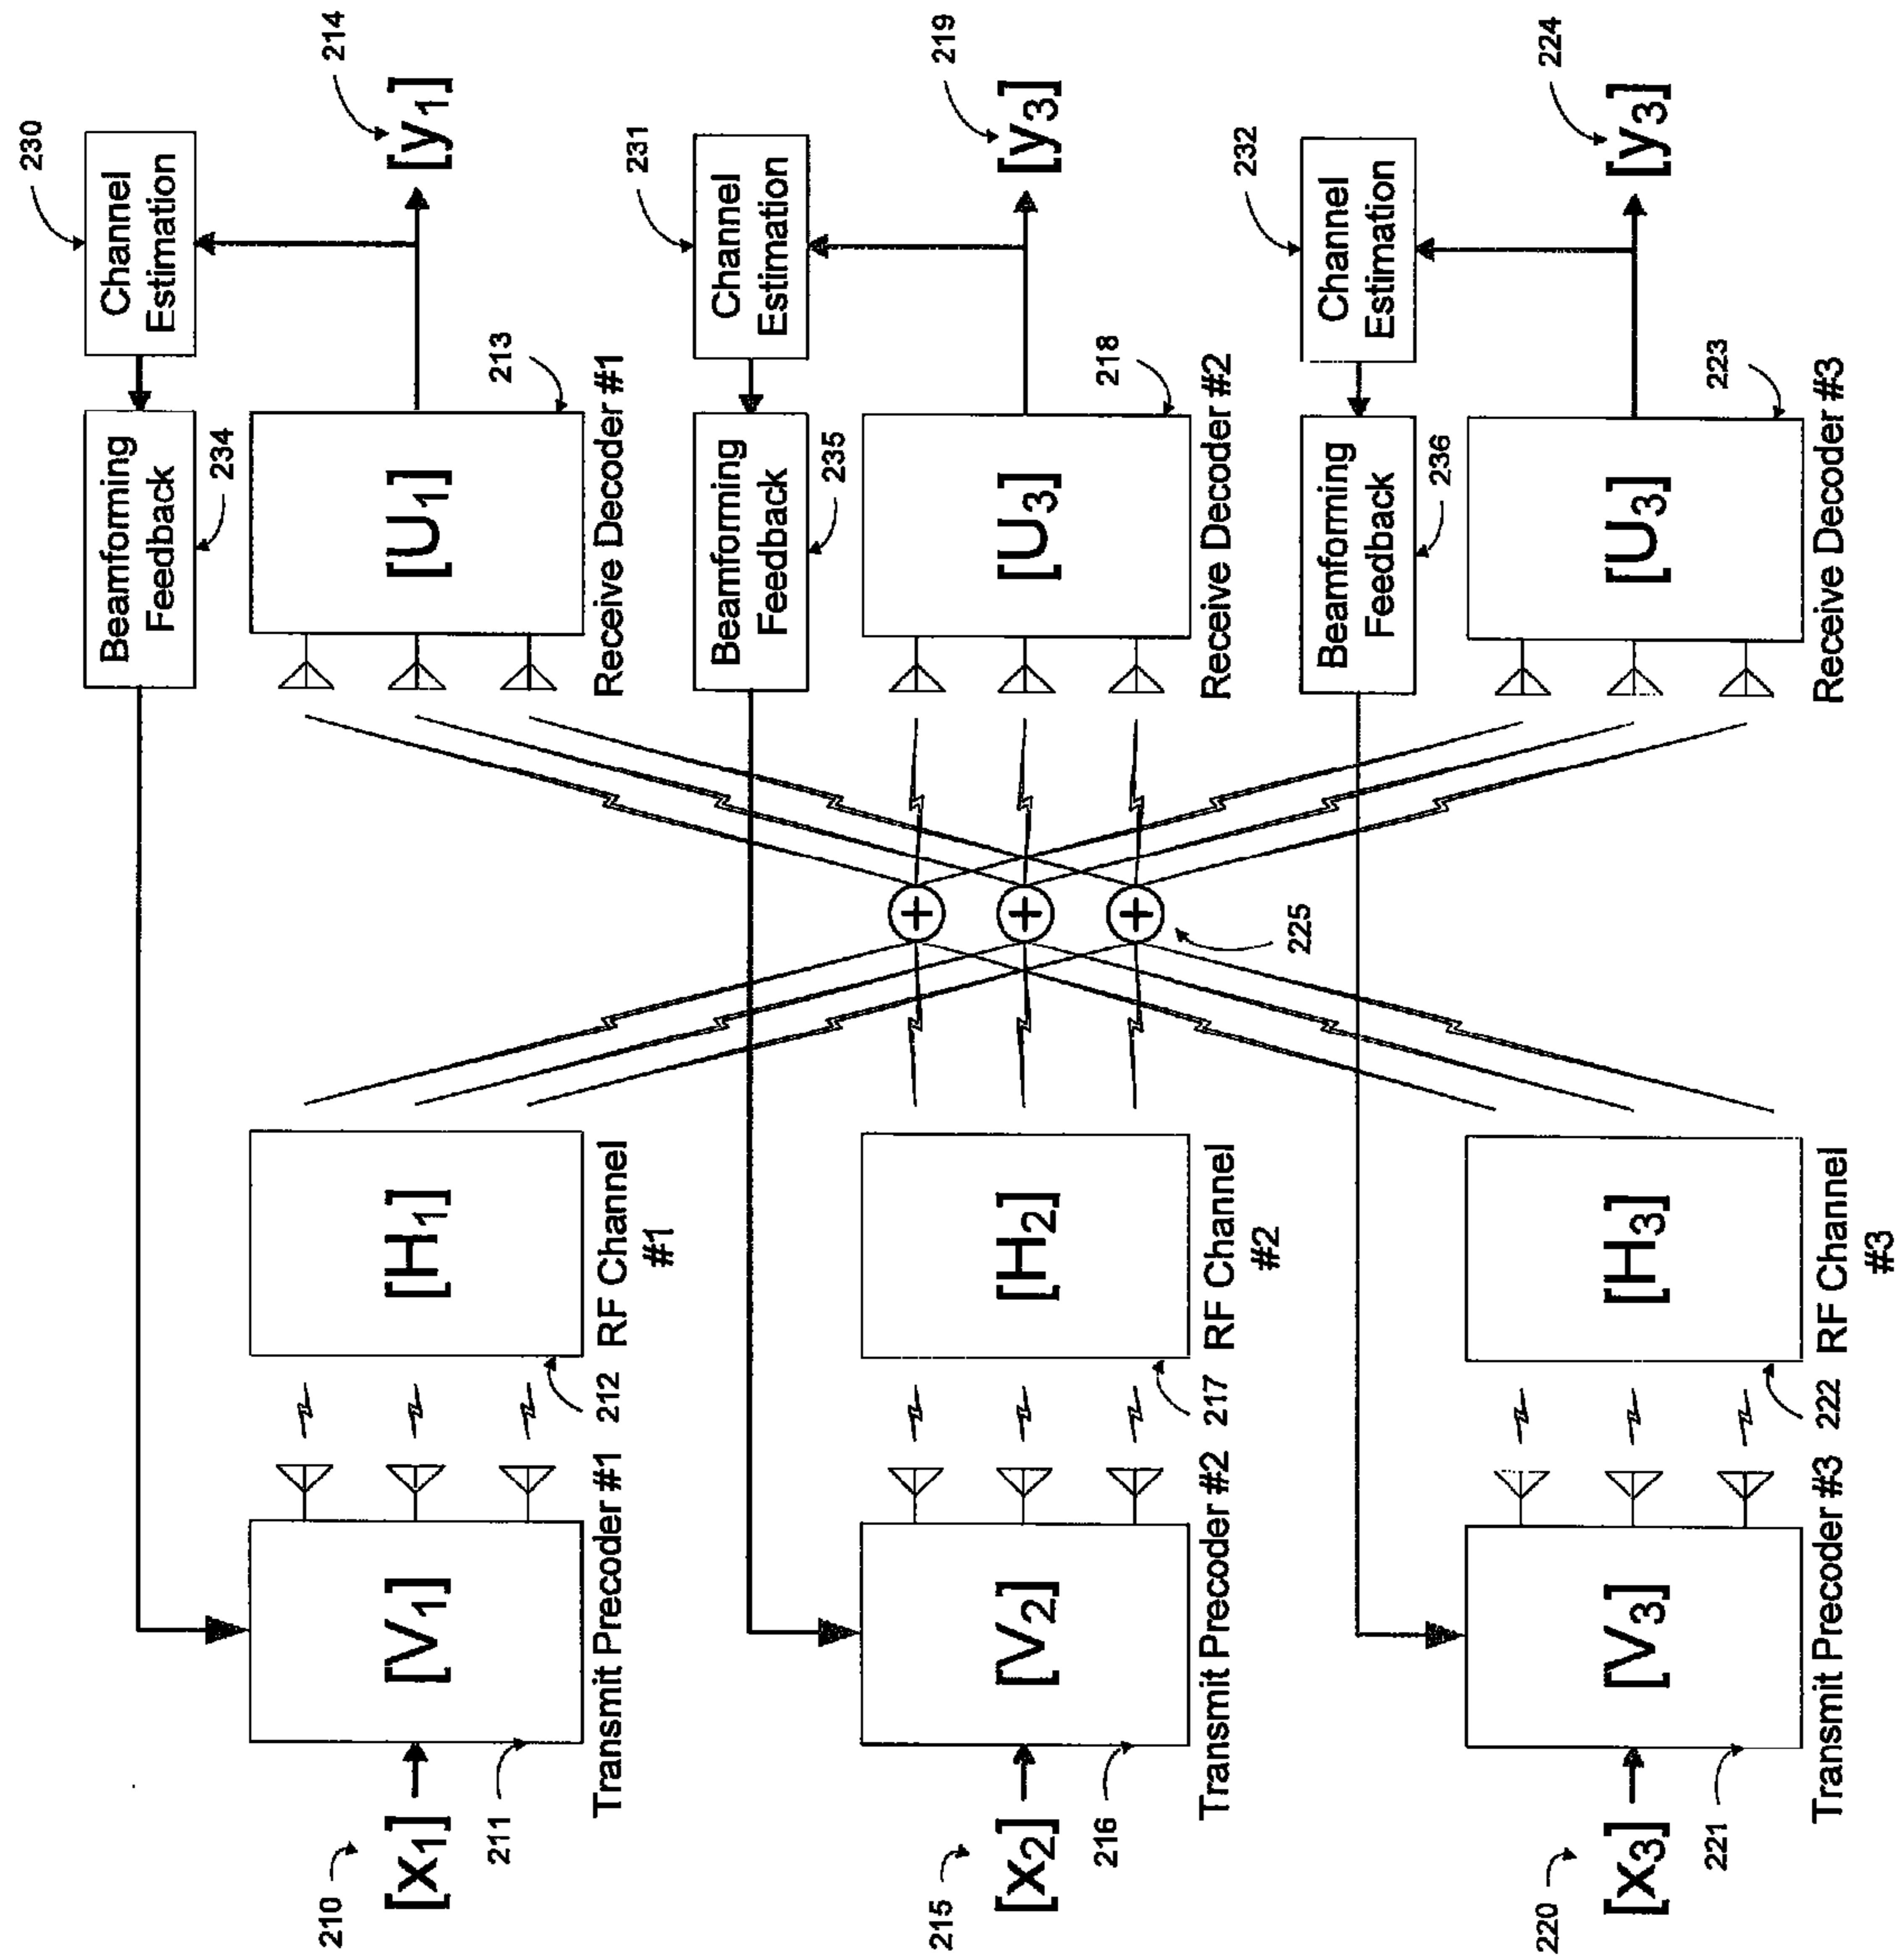 230
Channel
Estimation
Beamfoming
Feedback
234
214
[y1]
213
[U1]
Receive Decoder #1
[H1]
212
RF Channel
#1
[V1]
211
Transmit Precoder #1
210
[x1]
231
Channel
Estimation
Beamfoming
Feedback
235
219
[y3]
218
[U3]
Receive Decoder #2
225
[H2]
217
RF Channel
#2
[V2]
216
Transmit Precoder #2
215
[x2]
232
Channel
Estimation
Beamfoming
Feedback
236
224
[y3]
223
[U3]
Receive Decoder #3
[H3]
222
RF Channel
#3
[V3]
221
Transmit Precoder #3
220
[x3]